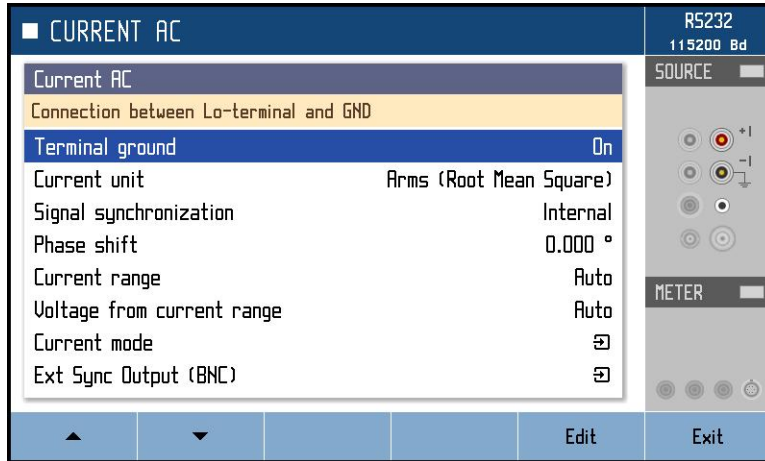 CURRENT AC
RS232
115200 Bd
Current AC
Connection between Lo-terminal and GND
Terminal ground On
Current unit Arms (Root Mean Square)
Signal synchronization Internal
Phase shift 0.000 °
Current range Auto
Voltage from current range Auto
Current mode
Ext Sync Output (BNC)
SOURCE
+I
-I
METER
Edit
Exit